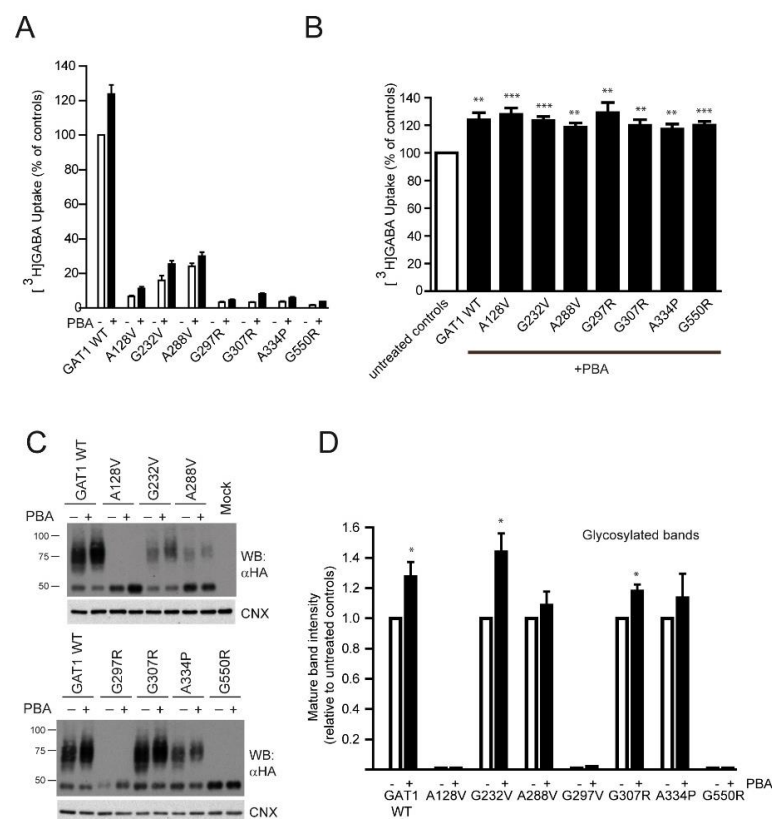 A
[ 3 H]GABA Uptake (% of controls)
140
120
100
80
60
40
20
0
PBA - + - + - + - + - + - + - + - +
GAT1 WT A128V G232V A288V G297R G307R A334P G550R
B
[ 3 H]GABA Uptake (% of controls)
140
120
100
80
60
40
20
0
** *** *** ** ** ** ** ***
untreated controls GAT1 WT A128V G232V A288V G297R G307R A334P G550R
+PBA
C
GAT1 WT A128V G232V A288V Mock
PBA – + – + – + – +
100
75
50
WB:
αHA
CNX
GAT1 WT G297R G307R A334P G550R
PBA – + – + – + – + – +
100
75
50
WB:
αHA
CNX
D
Mature band intensity
(relative to untreated controls)
1.6
1.4
1.2
1.0
0.8
0.6
0.4
0.2
Glycosylated bands
* * *
- + - + - + - + - + - + - + - + PBA
GAT1 A128V G232V A288V G297V G307R A334P G550R
WT